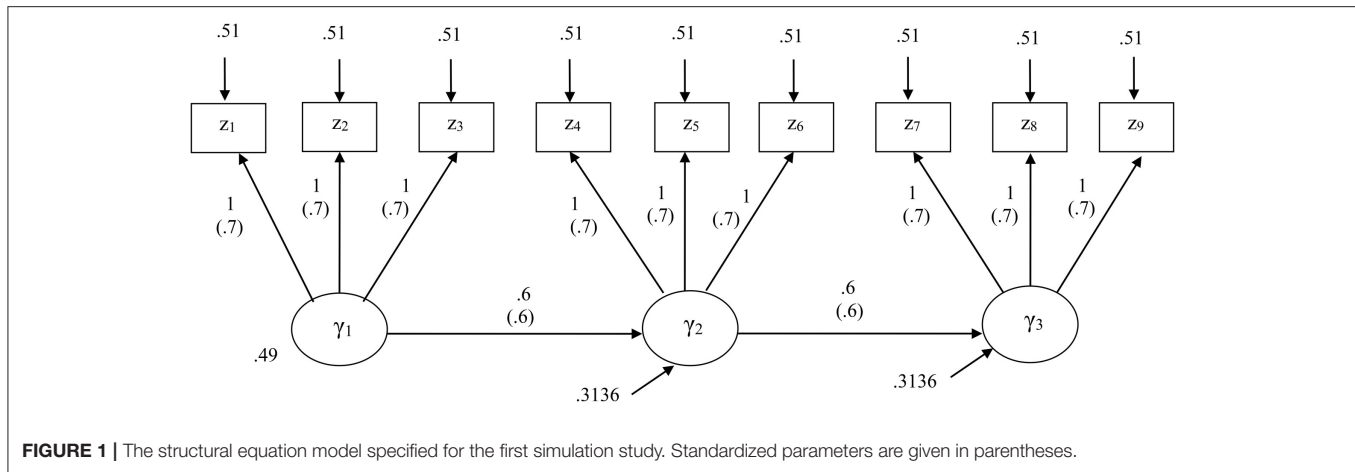 .51 .51 .51 .51 .51 .51 .51 .51 .51
z₁ z₂ z₃ z₄ z₅ z₆ z₇ z₈ z₉
1 1 1 1 1 1 1 1 1
(.7) (.7) (.7) (.7) (.7) (.7) (.7) (.7) (.7)
.6 .6
(.6) (.6)
γ₁ γ₂ γ₃
.49
.3136 .3136
FIGURE 1 | The structural equation model specified for the first simulation study. Standardized parameters are given in parentheses.